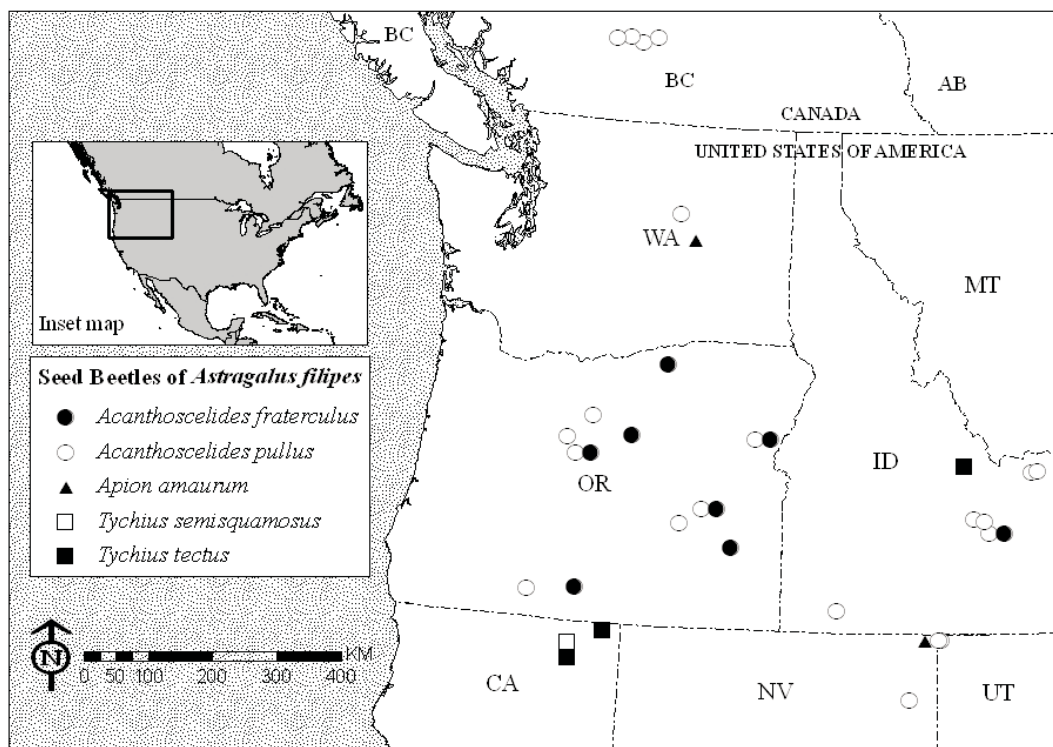 BC
BC
AB
CANADA
UNITED STATES OF AMERICA
WA
MT
Inset map
Seed Beetles of Astragalus filipes
Acanthoscelides fraterculus
Acanthoscelides pullus
Apion amaurum
Tychius semisquamosus
Tychius tectus
OR
ID
N
KM
0 50 100 200 300 400
CA
NV
UT